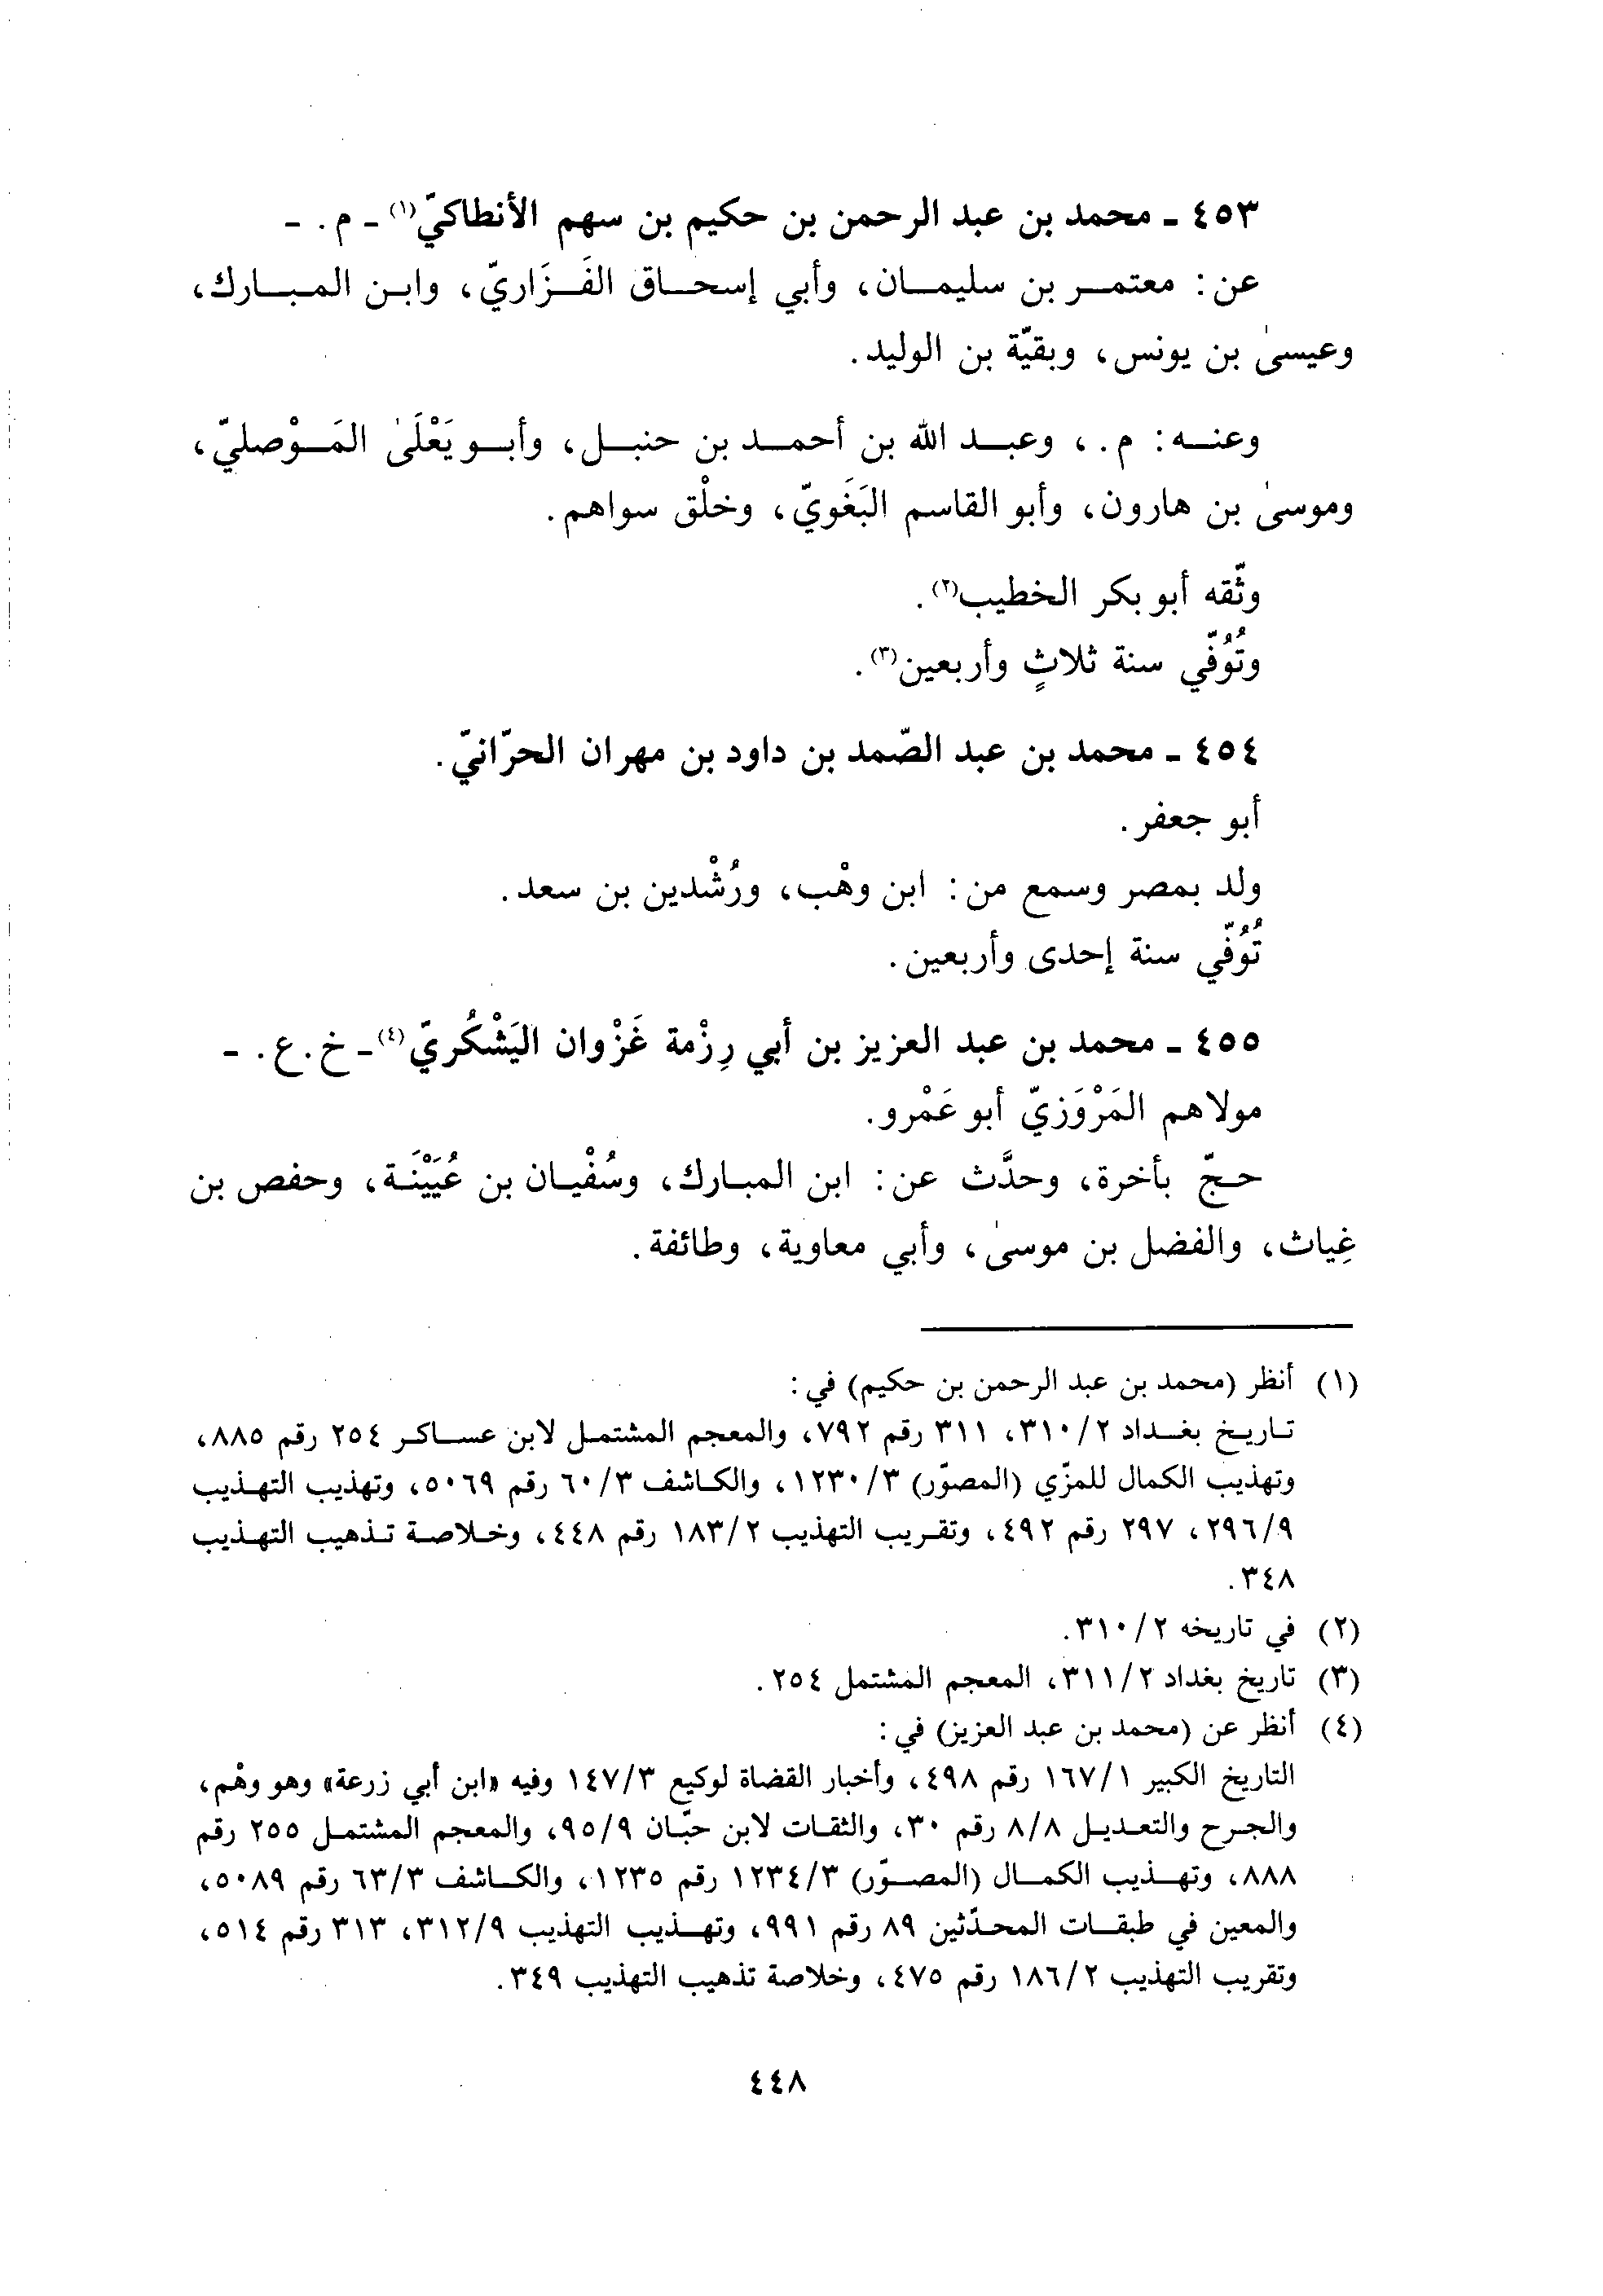 ٤٥٣ ـ محمد بن عبد الرحمن بن حكيم بن سهم الأنطاكيّ(١) ـ م. ـ
عن: معتمر بن سليمان، وأبي إسحاق الفَزَاريّ، وابن المبارك،
وعيسىٰ بن يونس، وبقيّة بن الوليد.
وعنه: م.، وعبد الله بن أحمد بن حنبل، وأبو يَعْلَىٰ المَوْصليّ،
وموسىٰ بن هارون، وأبو القاسم البَغَويّ، وخلْق سواهم.
وثّقه أبو بكر الخطيب(٢).
وتُوُفّي سنة ثلاثٍ وأربعين(٣).
٤٥٤ ـ محمد بن عبد الصّمد بن داود بن مهران الحرّانيّ.
أبو جعفر.
ولد بمصر وسمع من: ابن وهْب، ورُشْدين بن سعد.
تُوُفّي سنة إحدى وأربعين.
٤٥٥ ـ محمد بن عبد العزيز بن أبي رِزْمة غَزْوان اليَشْكُريّ(٤) ـ خ. ع. ـ
مولاهم المَرْوَزيّ أبو عَمْرو.
حجّ بأخرة، وحدَّث عن: ابن المبارك، وسُفْيان بن عُيَيْنَة، وحفص بن
غِياث، والفضل بن موسىٰ، وأبي معاوية، وطائفة.
(١) أنظر (محمد بن عبد الرحمن بن حكيم) في:
تاريخ بغداد ٣١٠/٢، ٣١١ رقم ٧٩٢، والمعجم المشتمل لابن عساكر ٢٥٤ رقم ٨٨٥،
وتهذيب الكمال للمزّي (المصوّر) ١٢٣٠/٣، والكاشف ٦٠/٣ رقم ٥٠٦٩، وتهذيب التهذيب
٢٩٦/٩، ٢٩٧ رقم ٤٩٢، وتقريب التهذيب ١٨٣/٢ رقم ٤٤٨، وخلاصة تذهيب التهذيب
٣٤٨.
(٢) في تاريخه ٣١٠/٢.
(٣) تاريخ بغداد ٣١١/٢، المعجم المشتمل ٢٥٤.
(٤) أنظر عن (محمد بن عبد العزيز) في:
التاريخ الكبير ١٦٧/١ رقم ٤٩٨، وأخبار القضاة لوكيع ١٤٧/٣ وفيه «ابن أبي زرعة» وهو وهْم،
والجرح والتعديل ٨/٨ رقم ٣٠، والثقات لابن حبّان ٩٥/٩، والمعجم المشتمل ٢٥٥ رقم
٨٨٨، وتهذيب الكمال (المصوّر) ١٢٣٤/٣ رقم ١٢٣٥، والكاشف ٦٣/٣ رقم ٥٠٨٩،
والمعين في طبقات المحدّثين ٨٩ رقم ٩٩١، وتهذيب التهذيب ٣١٢/٩، ٣١٣ رقم ٥١٤،
وتقريب التهذيب ١٨٦/٢ رقم ٤٧٥، وخلاصة تذهيب التهذيب ٣٤٩.
٤٤٨